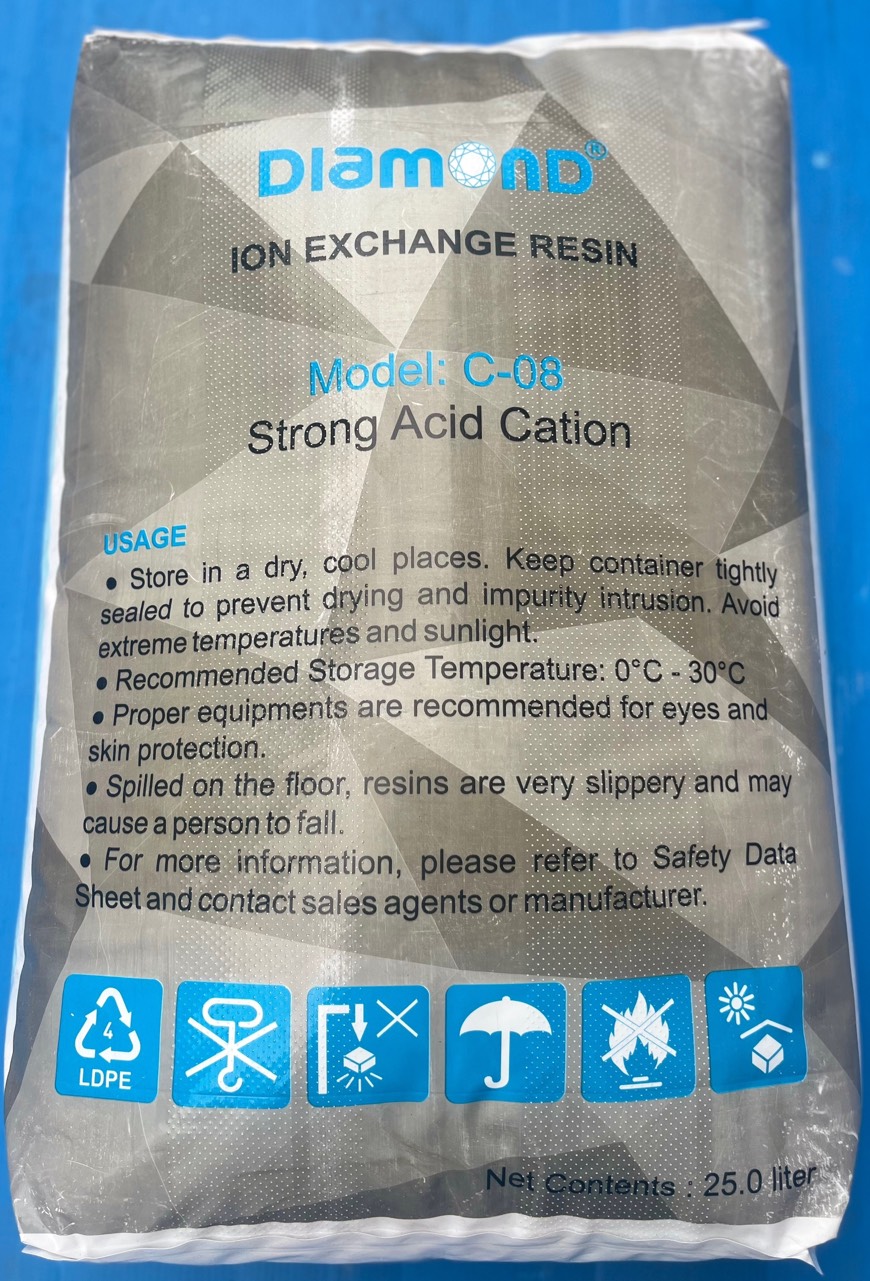 DIamOnD®
ION EXCHANGE RESIN
Model: C-08
Strong Acid Cation
USAGE
• Store in a dry, cool places. Keep container tightly
sealed to prevent drying and impurity intrusion. Avoid
extreme temperatures and sunlight.
• Recommended Storage Temperature: 0°C - 30°C
• Proper equipments are recommended for eyes and
skin protection.
• Spilled on the floor, resins are very slippery and may
cause a person to fall.
• For more information, please refer to Safety Data
Sheet and contact sales agents or manufacturer.
4
LDPE
Net Contents : 25.0 liter